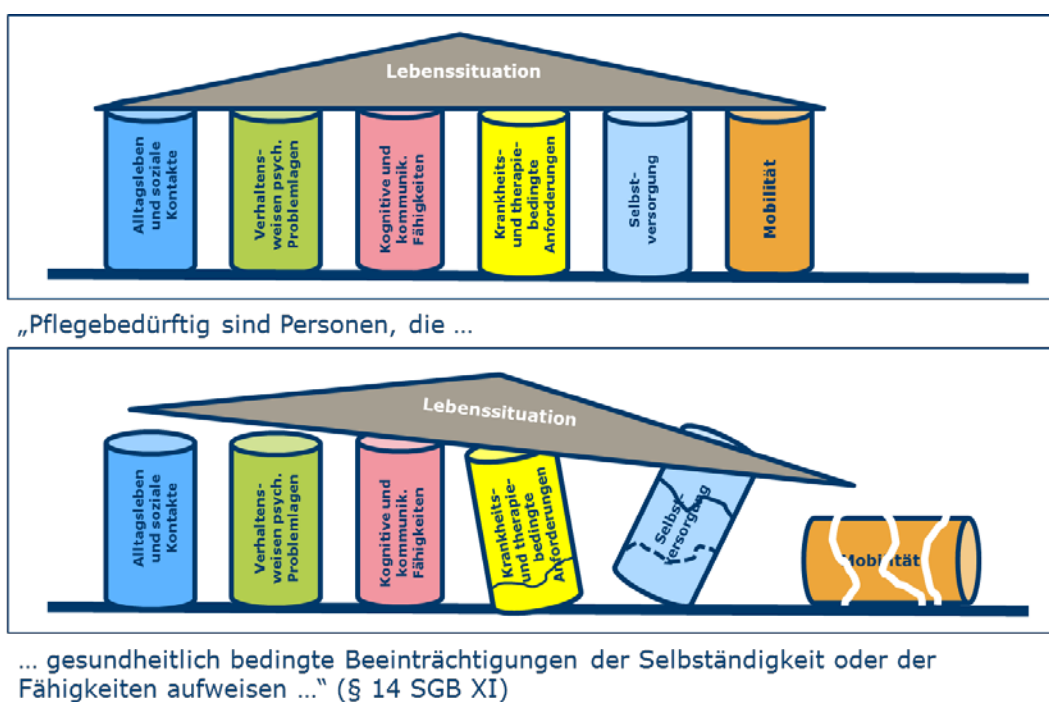 Lebenssituation
Alltagsleben
und soziale
Kontakte
Verhaltens-
weisen psych.
Problemlagen
Kognitive und
kommunik.
Fähigkeiten
Krankheits-
und therapie-
bedingte
Anforderungen
Selbst-
versorgung
Mobilität
„Pflegebedürftig sind Personen, die …
Lebenssituation
Alltagsleben
und soziale
Kontakte
Verhaltens-
weisen psych.
Problemlagen
Kognitive und
kommunik.
Fähigkeiten
Krankheits-
und therapie-
bedingte
Anforderungen
Selbst-
versorgung
Mobilität
… gesundheitlich bedingte Beeinträchtigungen der Selbständigkeit oder der
Fähigkeiten aufweisen …“ (§ 14 SGB XI)